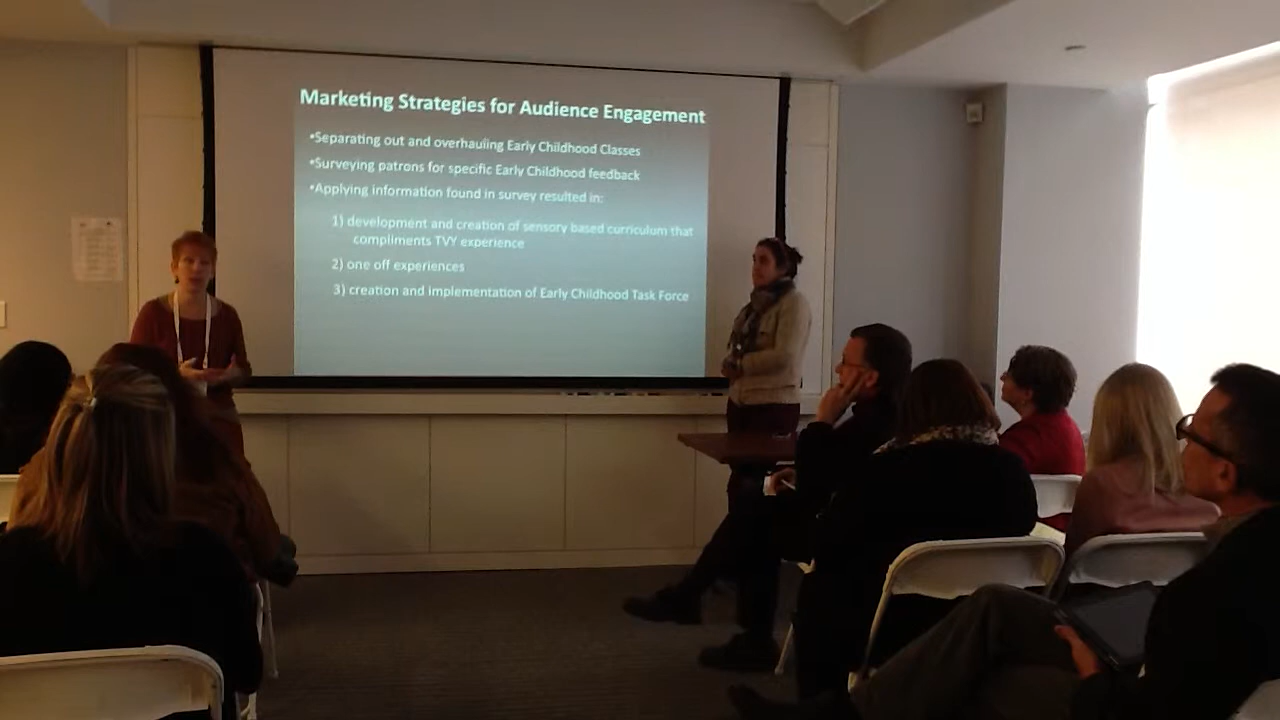 Marketing Strategies for Audience Engagement
•Separating out and overhauling Early Childhood Classes
•Surveying patrons for specific Early Childhood feedback
•Applying information found in survey resulted in:
1) development and creation of sensory based curriculum that
compliments TVY experience
2) one off experiences
3) creation and implementation of Early Childhood Task Force